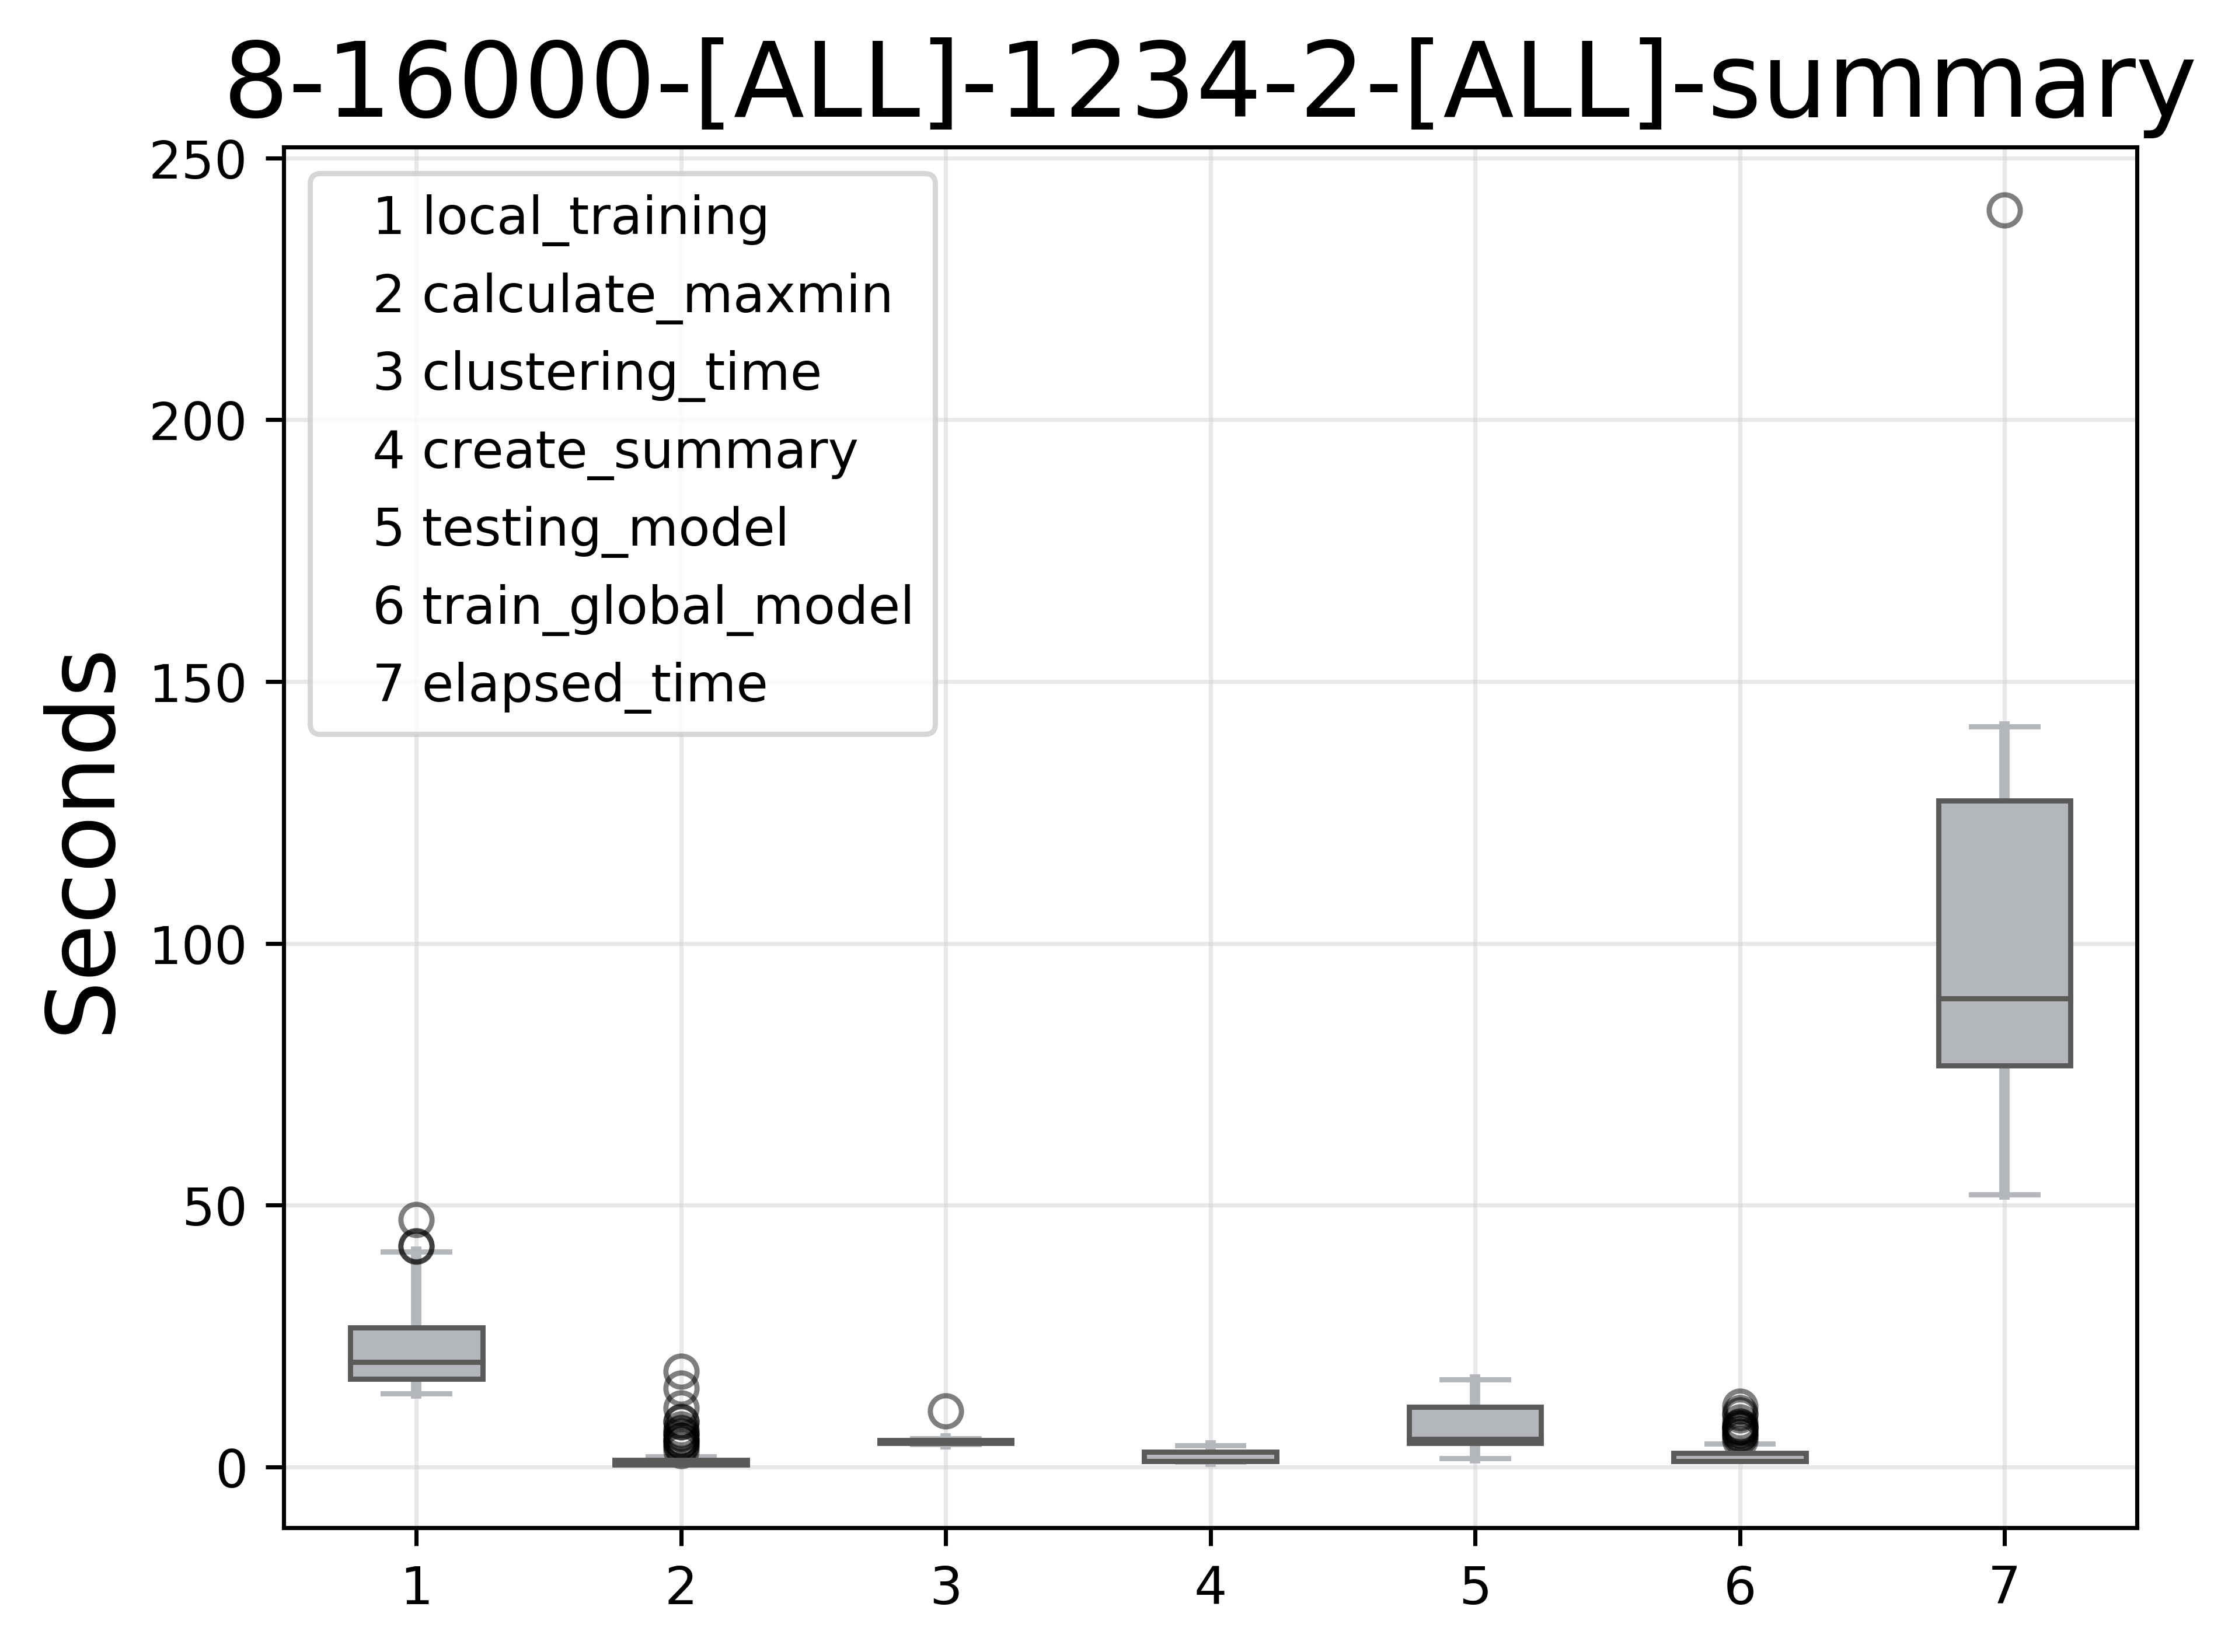 8-16000-[ALL]-1234-2-[ALL]-summary
250
200
150
100
50
0
Seconds
1 local_training
2 calculate_maxmin
3 clustering_time
4 create_summary
5 testing_model
6 train_global_model
7 elapsed_time
1 2 3 4 5 6 7